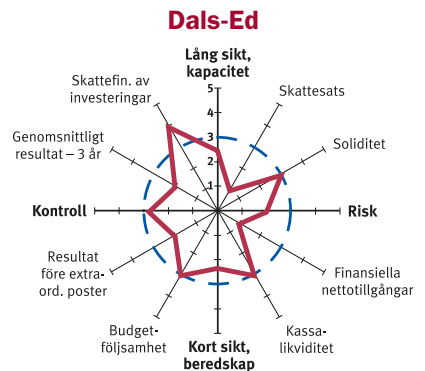 Dals-Ed
Lång sikt,
kapacitet
Skattefin. av
investeringar
Skattesats
Genomsnittligt
resultat – 3 år
Soliditet
5
4
3
2
1
Kontroll
Risk
Resultat
före extra-
ord. poster
Finansiella
nettotillgångar
Budget-
följsamhet
Kassa-
likviditet
Kort sikt,
beredskap